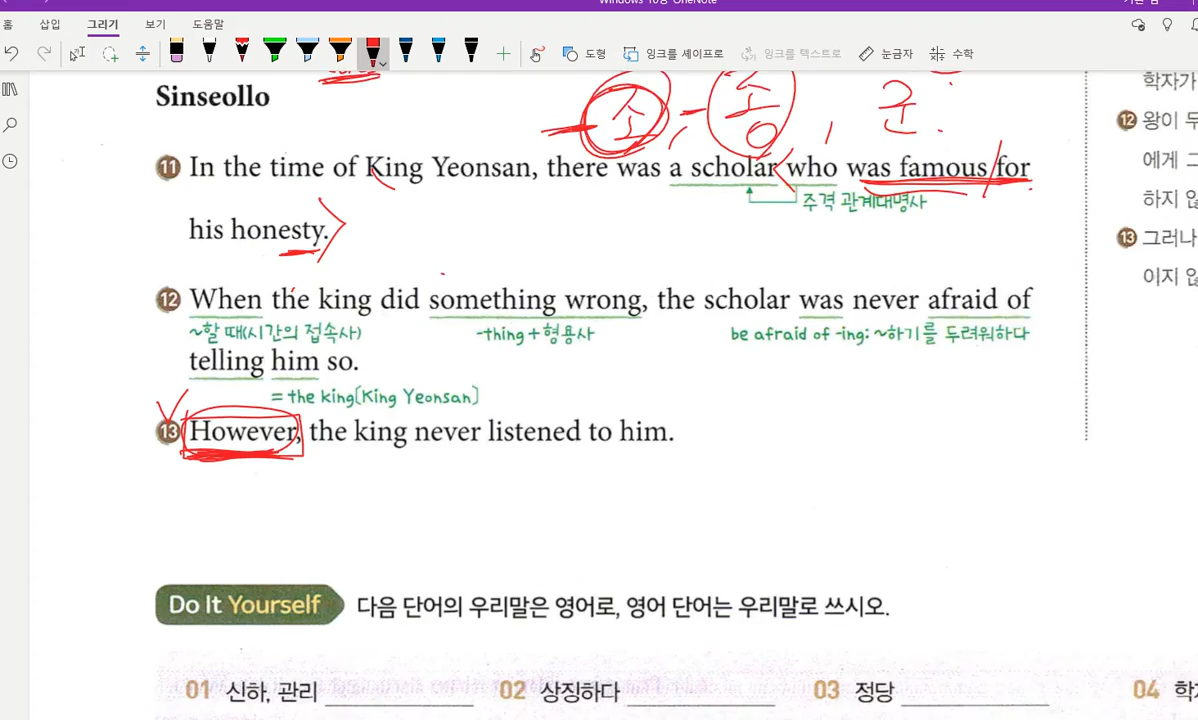 Windows 10용 OneNote
홈 삽입 그리기 보기 도움말
도형 잉크를 셰이프로 잉크를 텍스트로 눈금자 수학
Sinseollo
소, 송, 군.
⑪ In the time of King Yeonsan, there was a scholar who was famous for
주격 관계대명사
his honesty.
⑫ When the king did something wrong, the scholar was never afraid of
~할 때(시간의 접속사) -thing+형용사 be afraid of -ing: ~하기를 두려워하다
telling him so.
= the king(King Yeonsan)
⑬ However, the king never listened to him.
학자가
⑫ 왕이 두
에게 그
하지 않
⑬ 그러나
이지 않
Do It Yourself 다음 단어의 우리말은 영어로, 영어 단어는 우리말로 쓰시오.
01 신하, 관리 02 상징하다 03 정당 04 학